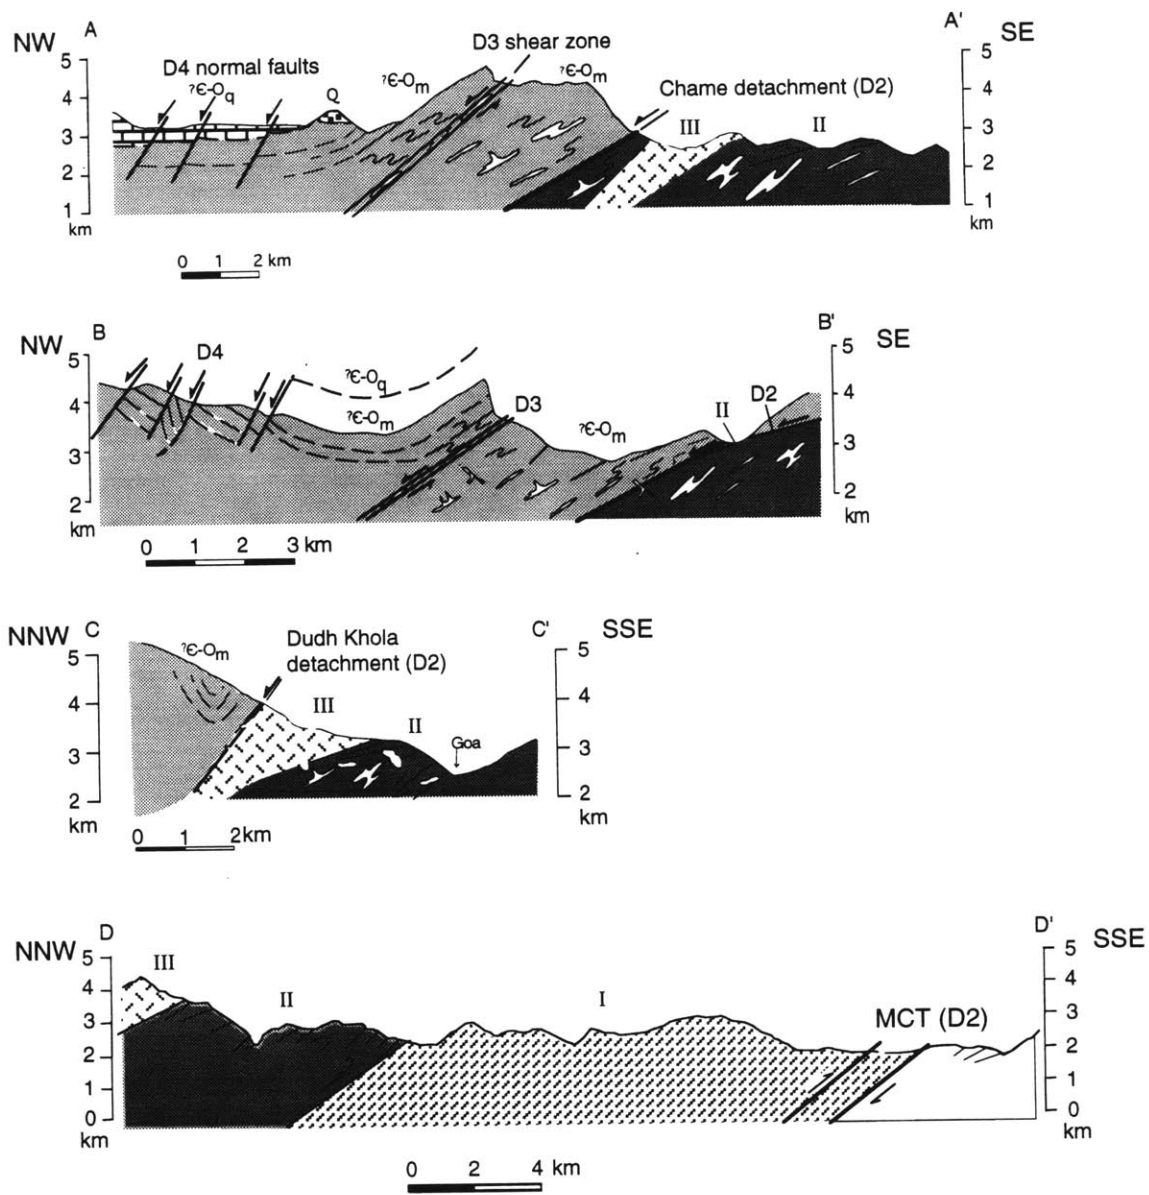 NW A A' SE
D4 normal faults
?Є-Oq
Q
?Є-Om
D3 shear zone
?Є-Om
Chame detachment (D2)
III
II
5
4
3
2
1
km
5
4
3
2
1
km
0 1 2 km
NW B B' SE
D4
?Є-Oq
?Є-Om
D3
?Є-Om
II
D2
5
4
3
2
km
5
4
3
2
km
0 1 2 3 km
NNW C C' SSE
?Є-Om
Dudh Khola
detachment (D2)
III
II
Goa
5
4
3
2
km
5
4
3
2
km
0 1 2km
NNW D D' SSE
III
II
I
MCT (D2)
5
4
3
2
1
0
km
5
4
3
2
1
0
km
0 2 4 km